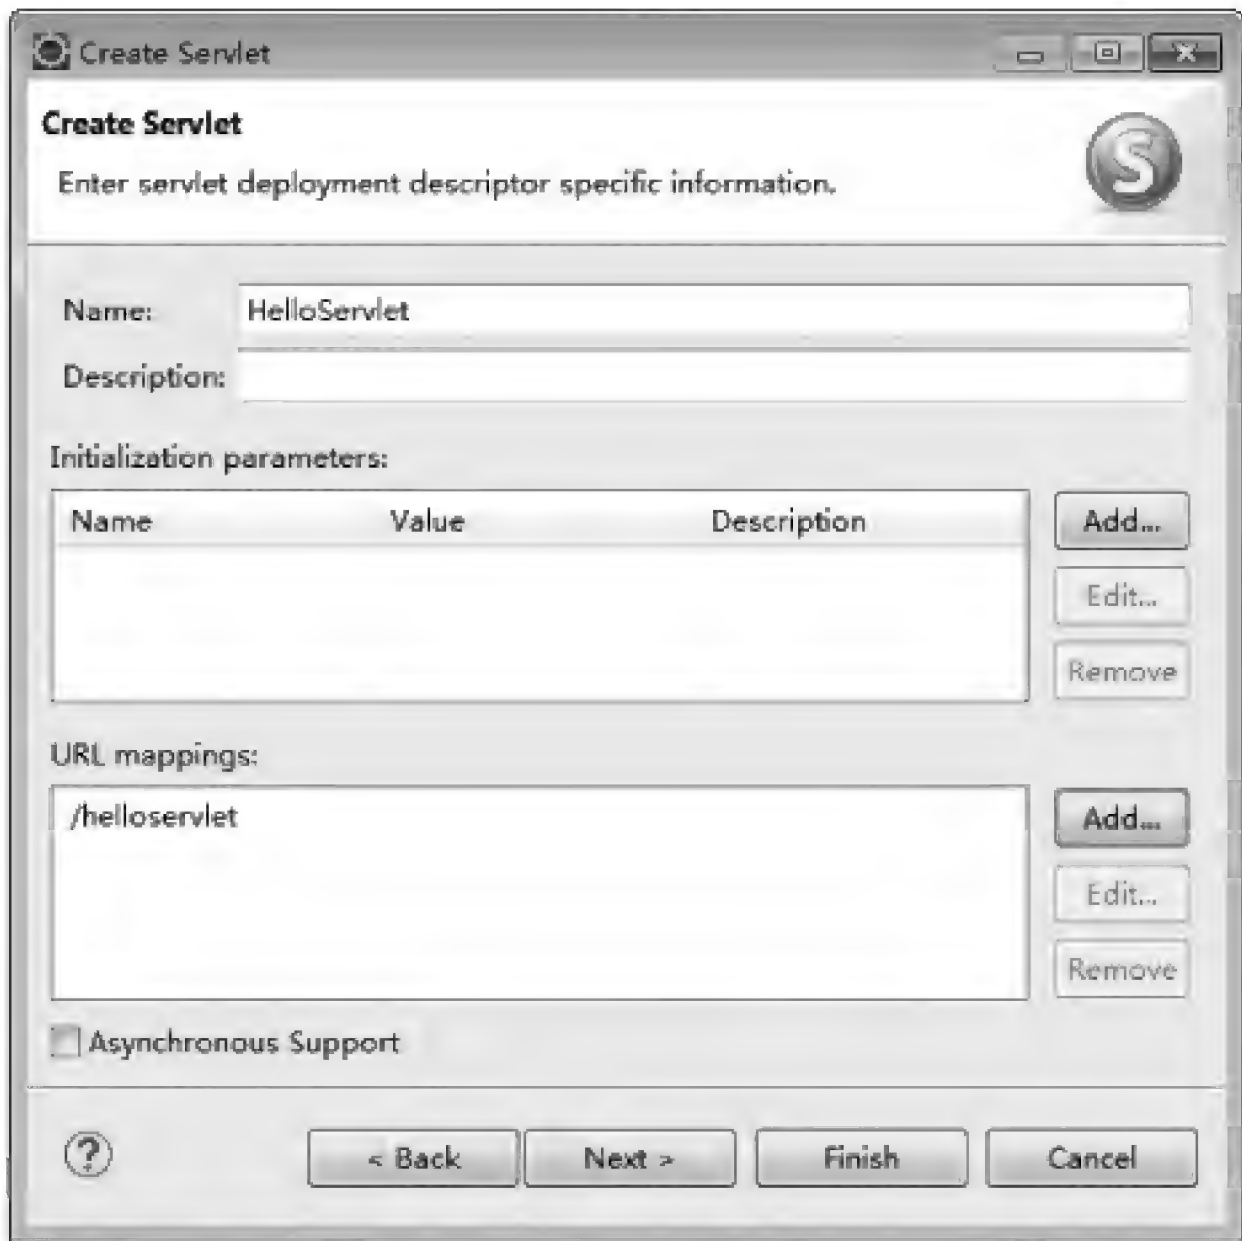 Create Servlet
Create Servlet
S
Enter servlet deployment descriptor specific information.
Name: HelloServlet
Description:
Initialization parameters:
Name Value Description
Add...
Edit...
Remove
URL mappings:
/helloservlet
Add...
Edit...
Remove
Asynchronous Support
? < Back Next > Finish Cancel